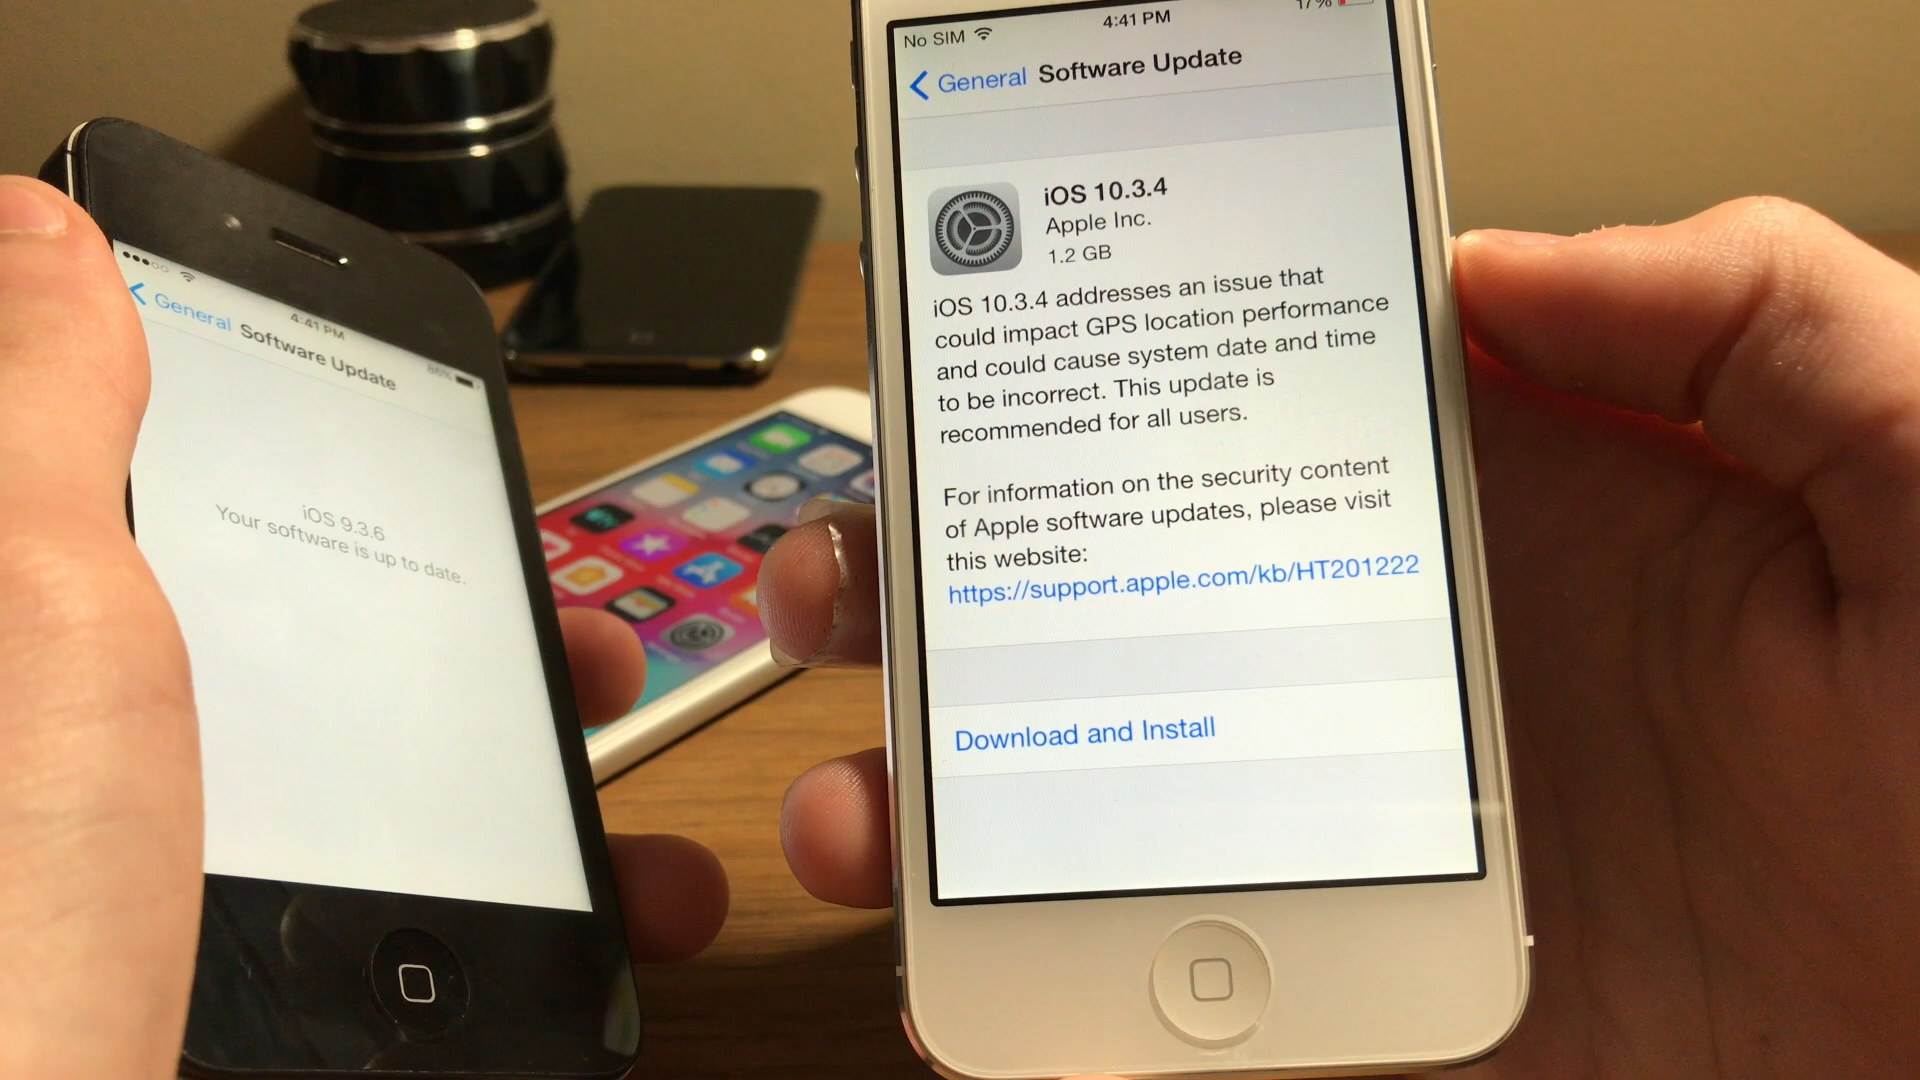 4:41 PM
General Software Update
86%
iOS 9.3.6
Your software is up to date.
No SIM 4:41 PM 17%
General Software Update
iOS 10.3.4
Apple Inc.
1.2 GB
iOS 10.3.4 addresses an issue that
could impact GPS location performance
and could cause system date and time
to be incorrect. This update is
recommended for all users.
For information on the security content
of Apple software updates, please visit
this website:
https://support.apple.com/kb/HT201222
Download and Install